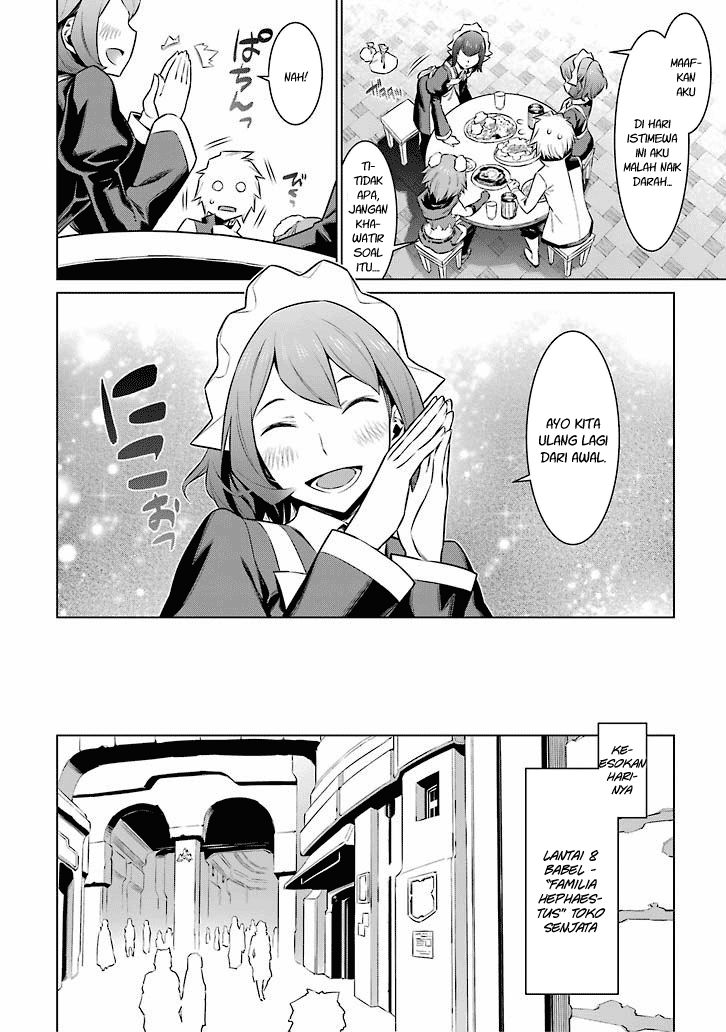 MAAF-
KAN
AKU
DI HARI
ISTIMEWA
INI AKU
MALAH NAIK
DARAH...
TI-
TIDAK
APA,
JANGAN
KHA-
WATIR
SOAL
ITU....
NAH!
ぱちんっ
AYO KITA
ULANG LAGI
DARI AWAL.
にこーおっ
KE-
ESOKAN
HARI-
NYA
LANTAI 8
BABEL -
"FAMILIA
HEPHAES-
TUS" TOKO
SENJATA